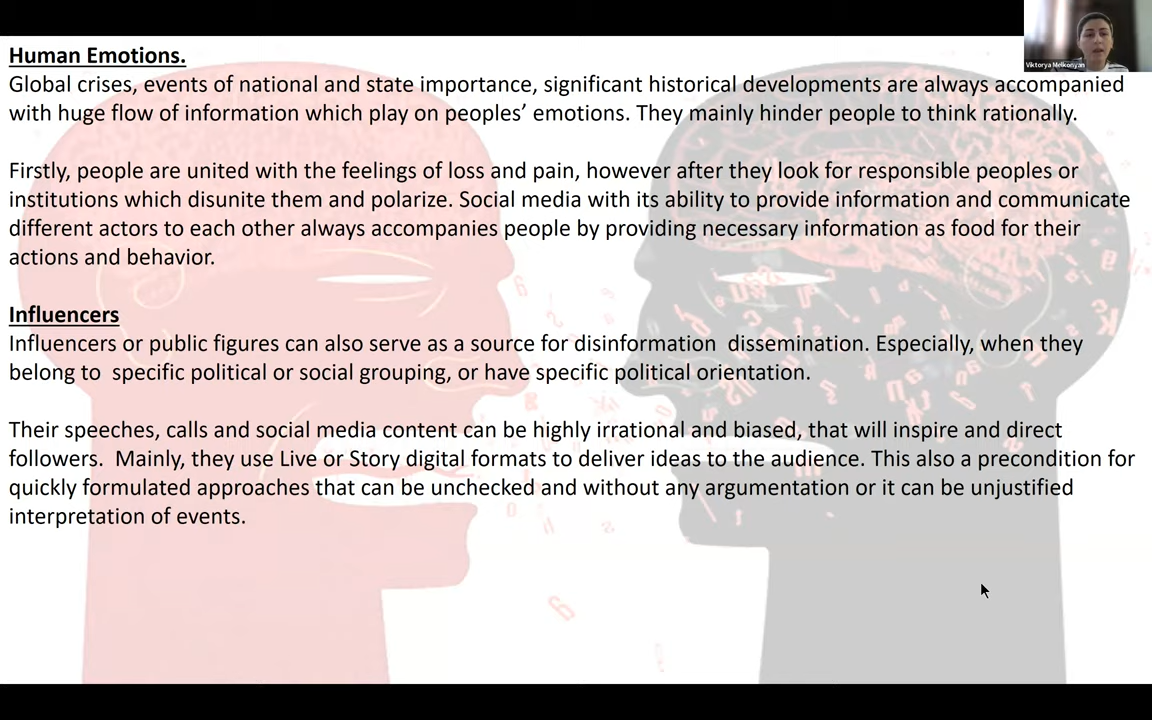 Human Emotions.
Global crises, events of national and state importance, significant historical developments are always accompanied
with huge flow of information which play on peoples’ emotions. They mainly hinder people to think rationally.
Firstly, people are united with the feelings of loss and pain, however after they look for responsible peoples or
institutions which disunite them and polarize. Social media with its ability to provide information and communicate
different actors to each other always accompanies people by providing necessary information as food for their
actions and behavior.
Influencers
Influencers or public figures can also serve as a source for disinformation  dissemination. Especially, when they
belong to  specific political or social grouping, or have specific political orientation.
Their speeches, calls and social media content can be highly irrational and biased, that will inspire and direct
followers.  Mainly, they use Live or Story digital formats to deliver ideas to the audience. This also a precondition for
quickly formulated approaches that can be unchecked and without any argumentation or it can be unjustified
interpretation of events.
Viktorya Melkonyan